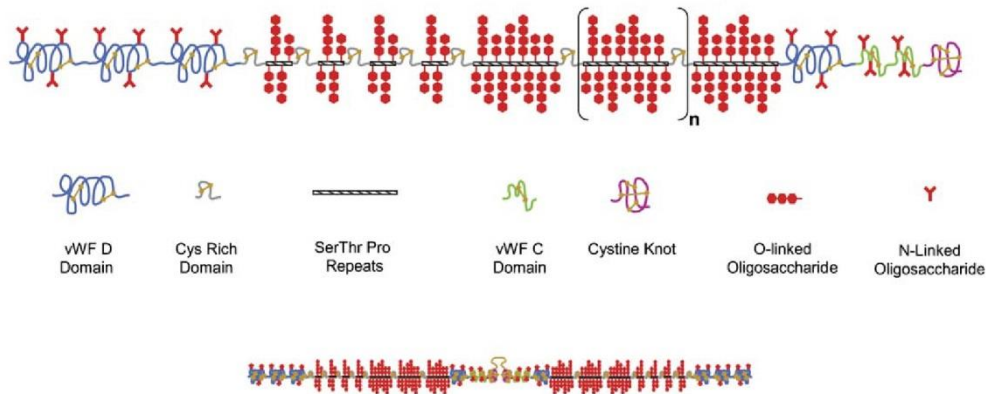 n
vWF D
Domain
Cys Rich
Domain
SerThr Pro
Repeats
vWF C
Domain
Cystine Knot
O-linked
Oligosaccharide
N-Linked
Oligosaccharide